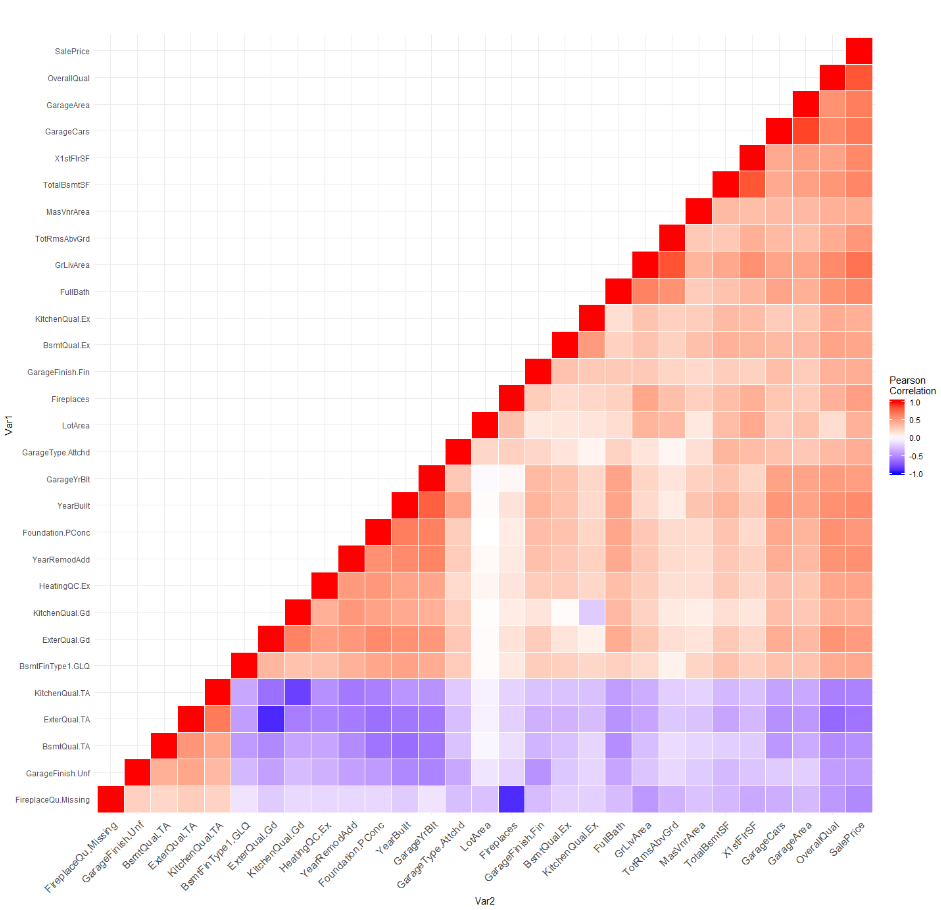 SalePrice
OverallQual
GarageArea
GarageCars
X1stFlrSF
TotalBsmtSF
MasVnrArea
TotRmsAbvGrd
GrLivArea
FullBath
KitchenQual.Ex
BsmtQual.Ex
GarageFinish.Fin
Fireplaces
LotArea
GarageType.Attchd
GarageYrBlt
YearBuilt
Foundation.PConc
YearRemodAdd
HeatingQC.Ex
KitchenQual.Gd
ExterQual.Gd
BsmtFinType1.GLQ
KitchenQual.TA
ExterQual.TA
BsmtQual.TA
GarageFinish.Unf
FireplaceQu.Missing
Var1
FireplaceQu.Missing
GarageFinish.Unf
BsmtQual.TA
ExterQual.TA
KitchenQual.TA
BsmtFinType1.GLQ
ExterQual.Gd
KitchenQual.Gd
HeatingQC.Ex
YearRemodAdd
Foundation.PConc
YearBuilt
GarageYrBlt
GarageType.Attchd
LotArea
Fireplaces
GarageFinish.Fin
BsmtQual.Ex
KitchenQual.Ex
FullBath
GrLivArea
TotRmsAbvGrd
MasVnrArea
TotalBsmtSF
X1stFlrSF
GarageCars
GarageArea
OverallQual
SalePrice
Var2
Pearson
Correlation
1.0
0.5
0.0
-0.5
-1.0